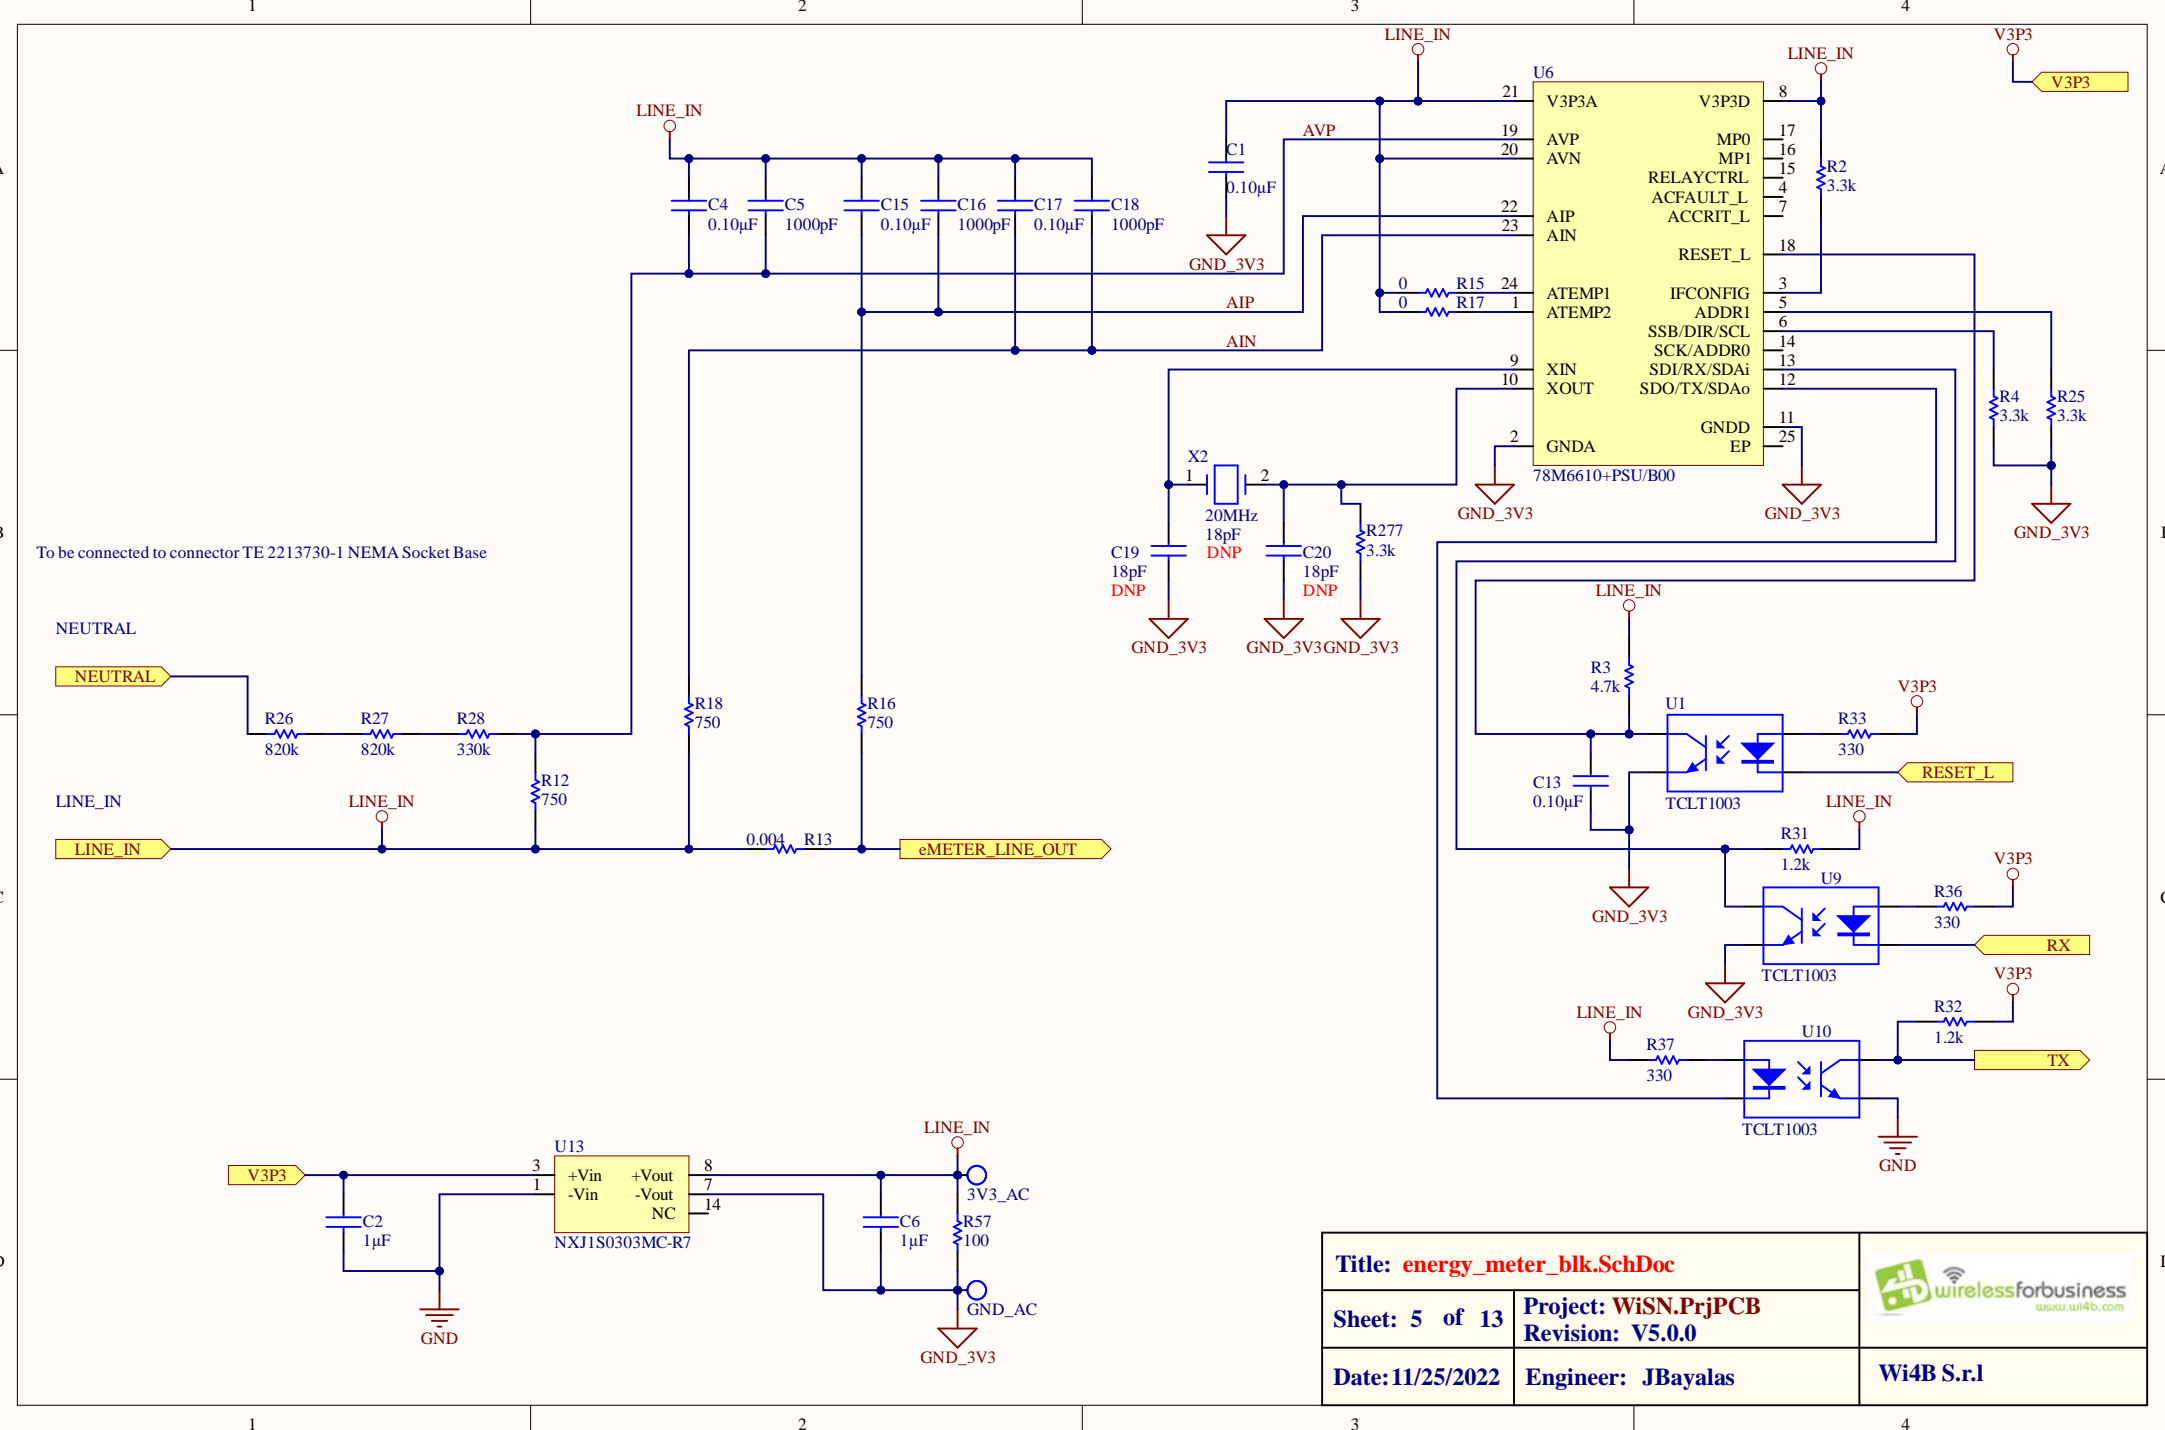 1
2
3
4
LINE_IN
V3P3
LINE_IN
V3P3
U6
LINE_IN
21
V3P3A
V3P3D
8
AVP
19
AVP
MP0
17
20
AVN
MP1
16
C1
0.10µF
RELAYCTRL
15
R2
3.3k
ACFAULT_L
4
C4
0.10µF
C5
1000pF
C15
0.10µF
C16
1000pF
C17
0.10µF
C18
1000pF
22
AIP
ACCRIT_L
7
23
AIN
GND_3V3
RESET_L
18
0
R15
24
ATEMP1
IFCONFIG
3
AIP
0
R17
1
ATEMP2
ADDR1
5
SSB/DIR/SCL
6
AIN
SCK/ADDR0
14
9
XIN
SDI/RX/SDAi
13
10
XOUT
SDO/TX/SDAo
12
R4
3.3k
R25
3.3k
GNDD
11
2
GNDA
EP
25
78M6610+PSU/B00
X2
1
2
20MHz
18pF
DNP
GND_3V3
GND_3V3
GND_3V3
C19
18pF
DNP
C20
18pF
DNP
R277
3.3k
GND_3V3
GND_3V3
GND_3V3
To be connected to connector TE 2213730-1 NEMA Socket Base
NEUTRAL
NEUTRAL
R26
820k
R27
820k
R28
330k
R18
750
R16
750
R12
750
LINE_IN
LINE_IN
LINE_IN
0.004
R13
eMETER_LINE_OUT
LINE_IN
R3
4.7k
U1
V3P3
R33
330
C13
0.10µF
TCLT1003
RESET_L
LINE_IN
R31
1.2k
GND_3V3
U9
V3P3
R36
330
RX
TCLT1003
GND_3V3
LINE_IN
V3P3
R32
1.2k
R37
330
U10
TX
TCLT1003
GND
V3P3
U13
LINE_IN
3
+Vin
+Vout
8
1
-Vin
-Vout
7
NC
14
NXJ1S0303MC-R7
C2
1µF
GND
C6
1µF
R57
100
3V3_AC
GND_AC
GND_3V3
Title: energy_meter_blk.SchDoc
Sheet: 5 of 13
Project: WiSN.PrjPCB
Revision: V5.0.0
Date:11/25/2022
Engineer: JBayalas
wirelessforbusiness
www.wi4b.com
Wi4B S.r.l
1
2
3
4